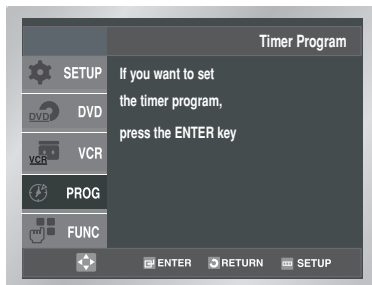 Timer Program
SETUP
DVD
DVD
VCR
VCR
PROG
FUNC
If you want to set
the timer program,
press the ENTER key
ENTER RETURN SETUP